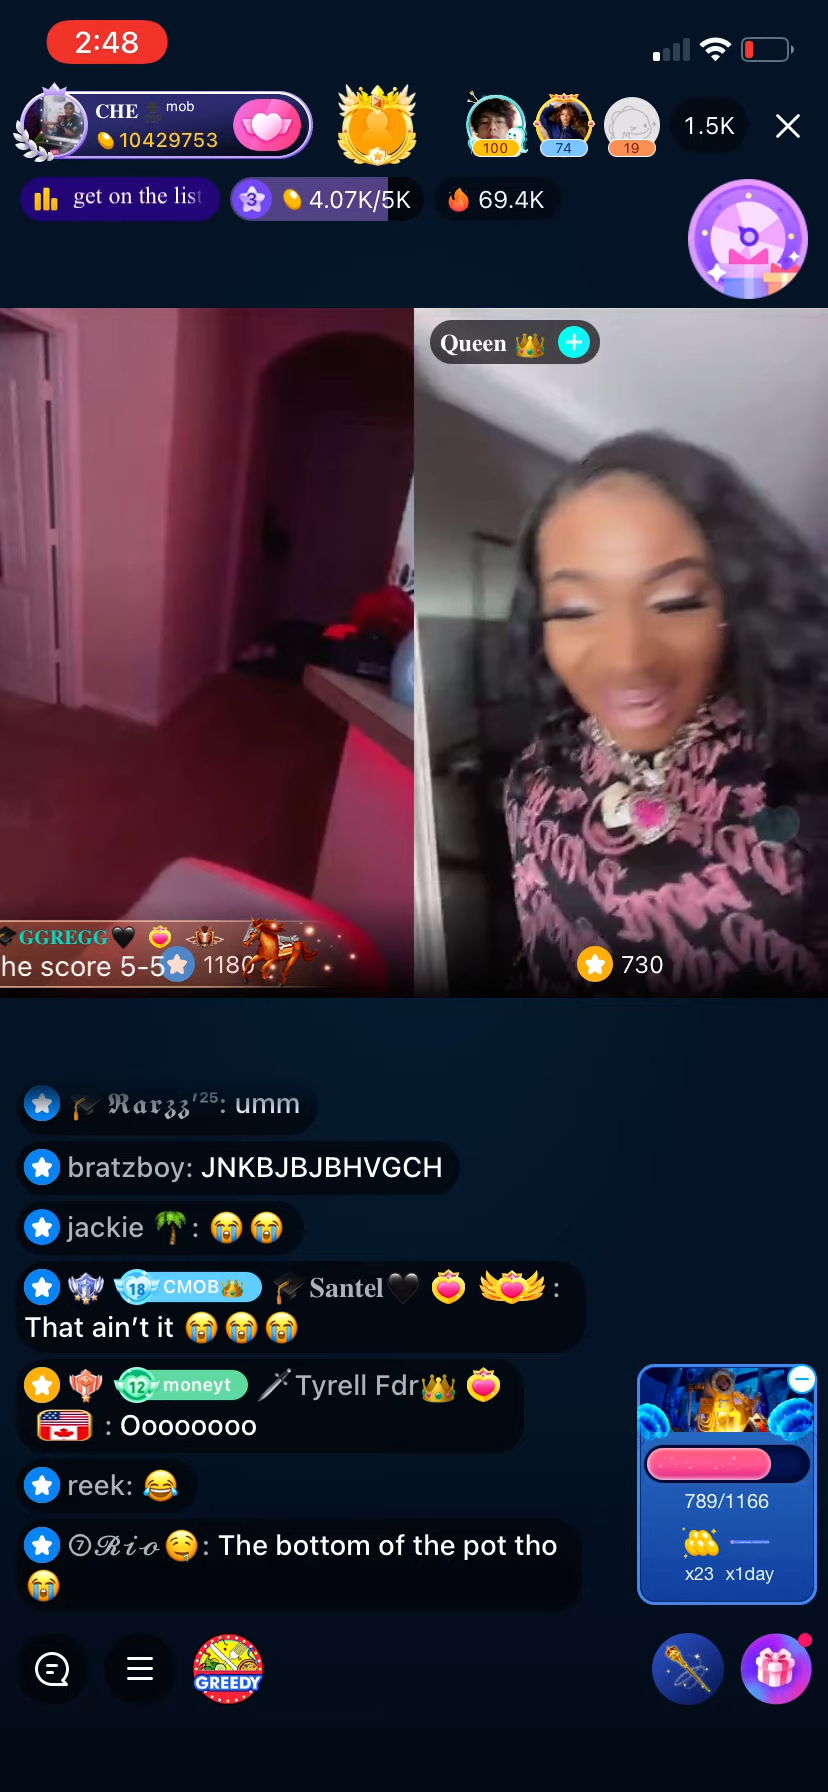 2:48
CHE TOP mob
10429753
100
74
19
1.5K
get on the list
3 4.07K/5K
69.4K
Queen 👑
GGREGG🖤
he score 5-5
1180
730
🎓 𝕽𝖆𝖗𝔷𝔷′²⁵: umm
bratzboy: JNKBJBJBHVGCH
jackie 🌴: 😭😭
18 CMOB👑 🎓Santel🖤 :
That ain’t it 😭😭😭
12 moneyt 🗡Tyrell Fdr👑
: Oooooooo
reek: 😂
⑦𝓡𝓲𝓸🤤: The bottom of the pot tho
😭
789/1166
x23 x1day
GREEDY